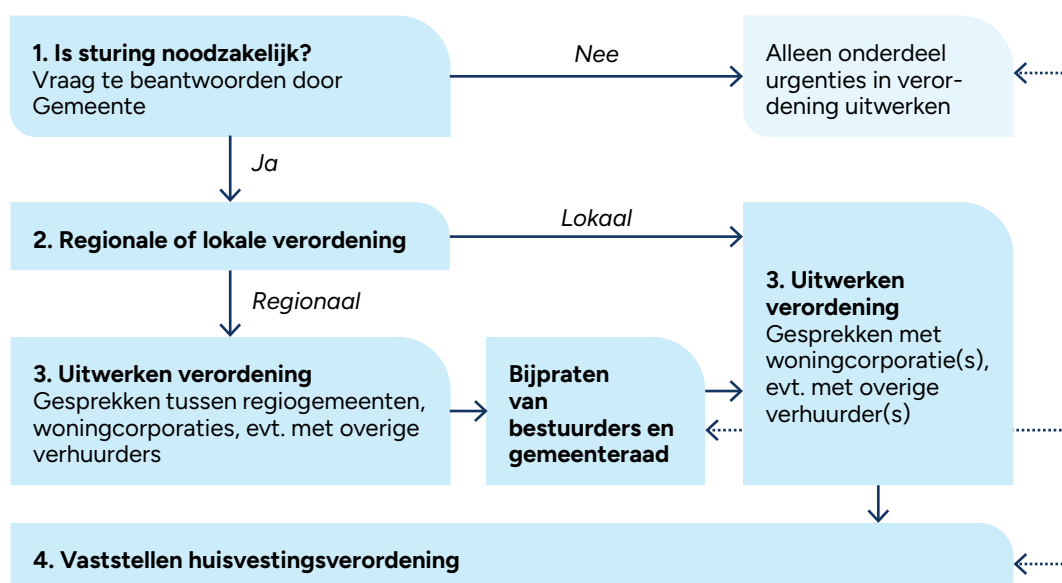 1. Is sturing noodzakelijk?
Vraag te beantwoorden door
Gemeente
Nee
Alleen onderdeel
urgenties in veror-
dening uitwerken
Ja
2. Regionale of lokale verordening
Lokaal
Regionaal
3. Uitwerken verordening
Gesprekken tussen regiogemeenten,
woningcorporaties, evt. met overige
verhuurders
Bijpraten
van
bestuurders en
gemeenteraad
3. Uitwerken
verordening
Gesprekken met
woningcorporatie(s),
evt. met overige
verhuurder(s)
4. Vaststellen huisvestingsverordening